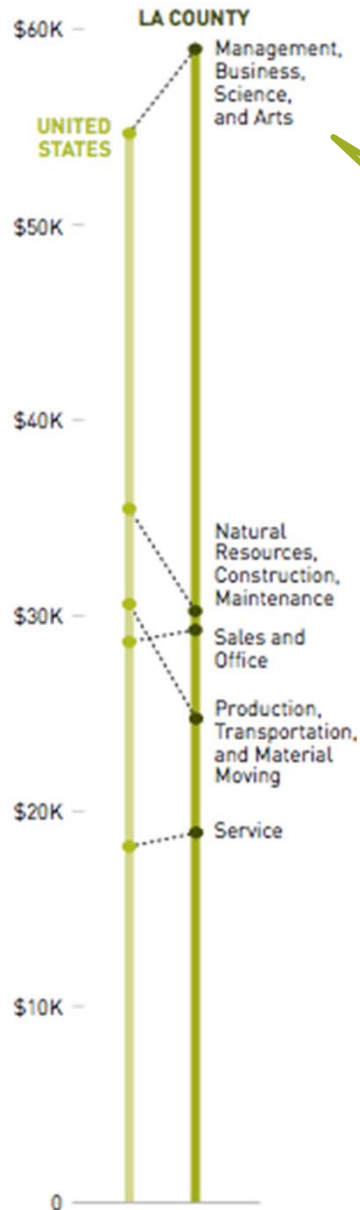 LA COUNTY
$60K
Management,
Business,
Science,
and Arts
UNITED
STATES
$50K
$40K
Natural
Resources,
Construction,
Maintenance
$30K
Sales and
Office
Production,
Transportation,
and Material
Moving
$20K
Service
$10K
0